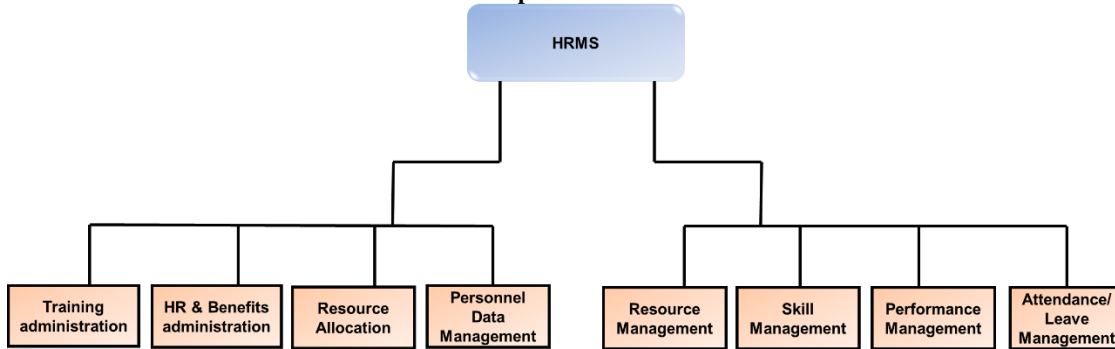 HRMS
Training
administration
HR & Benefits
administration
Resource
Allocation
Personnel
Data
Management
Resource
Management
Skill
Management
Performance
Management
Attendance/
Leave
Management